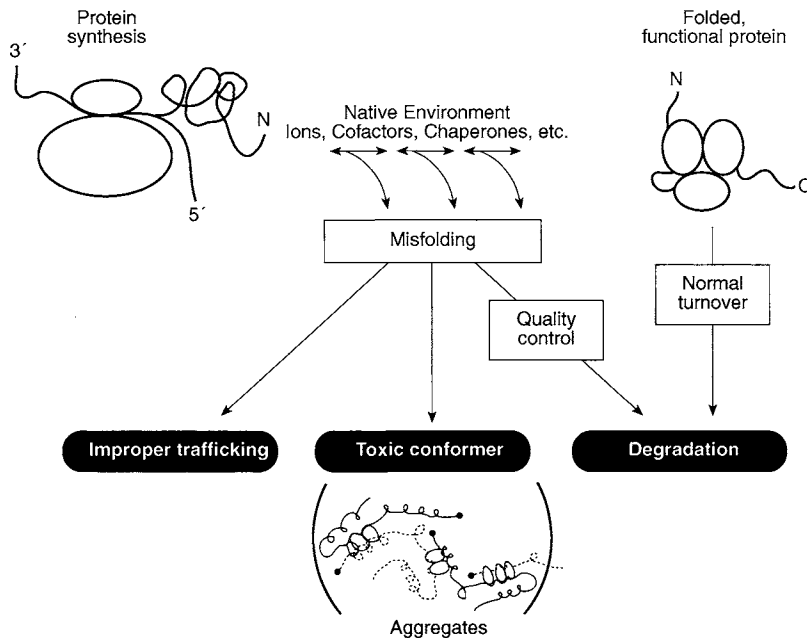 Protein
synthesis
3´
N
5´
Native Environment
Ions, Cofactors, Chaperones, etc.
Folded,
functional protein
N
C
Misfolding
Quality
control
Normal
turnover
Improper trafficking
Toxic conformer
Degradation
Aggregates